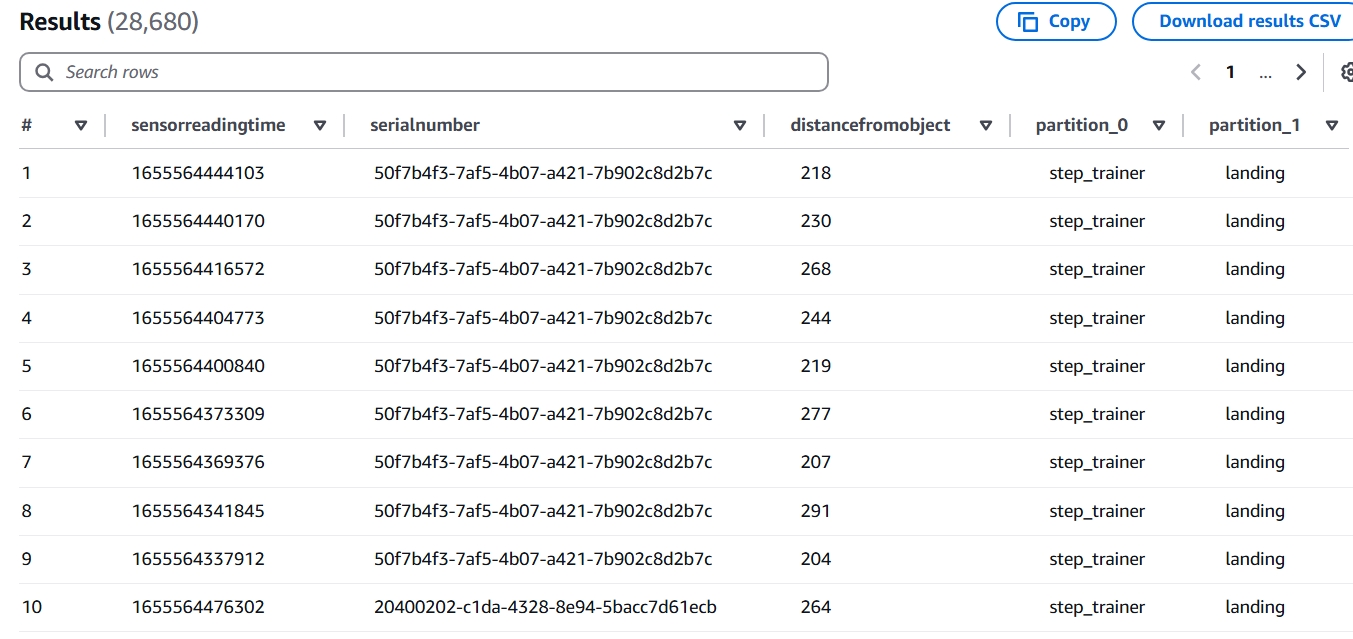 Results (28,680)
Copy
Download results CSV
Search rows
1 ...
# sensorreadingtime serialnumber distancefromobject partition_0 partition_1
1 1655564444103 50f7b4f3-7af5-4b07-a421-7b902c8d2b7c 218 step_trainer landing
2 1655564440170 50f7b4f3-7af5-4b07-a421-7b902c8d2b7c 230 step_trainer landing
3 1655564416572 50f7b4f3-7af5-4b07-a421-7b902c8d2b7c 268 step_trainer landing
4 1655564404773 50f7b4f3-7af5-4b07-a421-7b902c8d2b7c 244 step_trainer landing
5 1655564400840 50f7b4f3-7af5-4b07-a421-7b902c8d2b7c 219 step_trainer landing
6 1655564373309 50f7b4f3-7af5-4b07-a421-7b902c8d2b7c 277 step_trainer landing
7 1655564369376 50f7b4f3-7af5-4b07-a421-7b902c8d2b7c 207 step_trainer landing
8 1655564341845 50f7b4f3-7af5-4b07-a421-7b902c8d2b7c 291 step_trainer landing
9 1655564337912 50f7b4f3-7af5-4b07-a421-7b902c8d2b7c 204 step_trainer landing
10 1655564476302 20400202-c1da-4328-8e94-5bacc7d61ecb 264 step_trainer landing